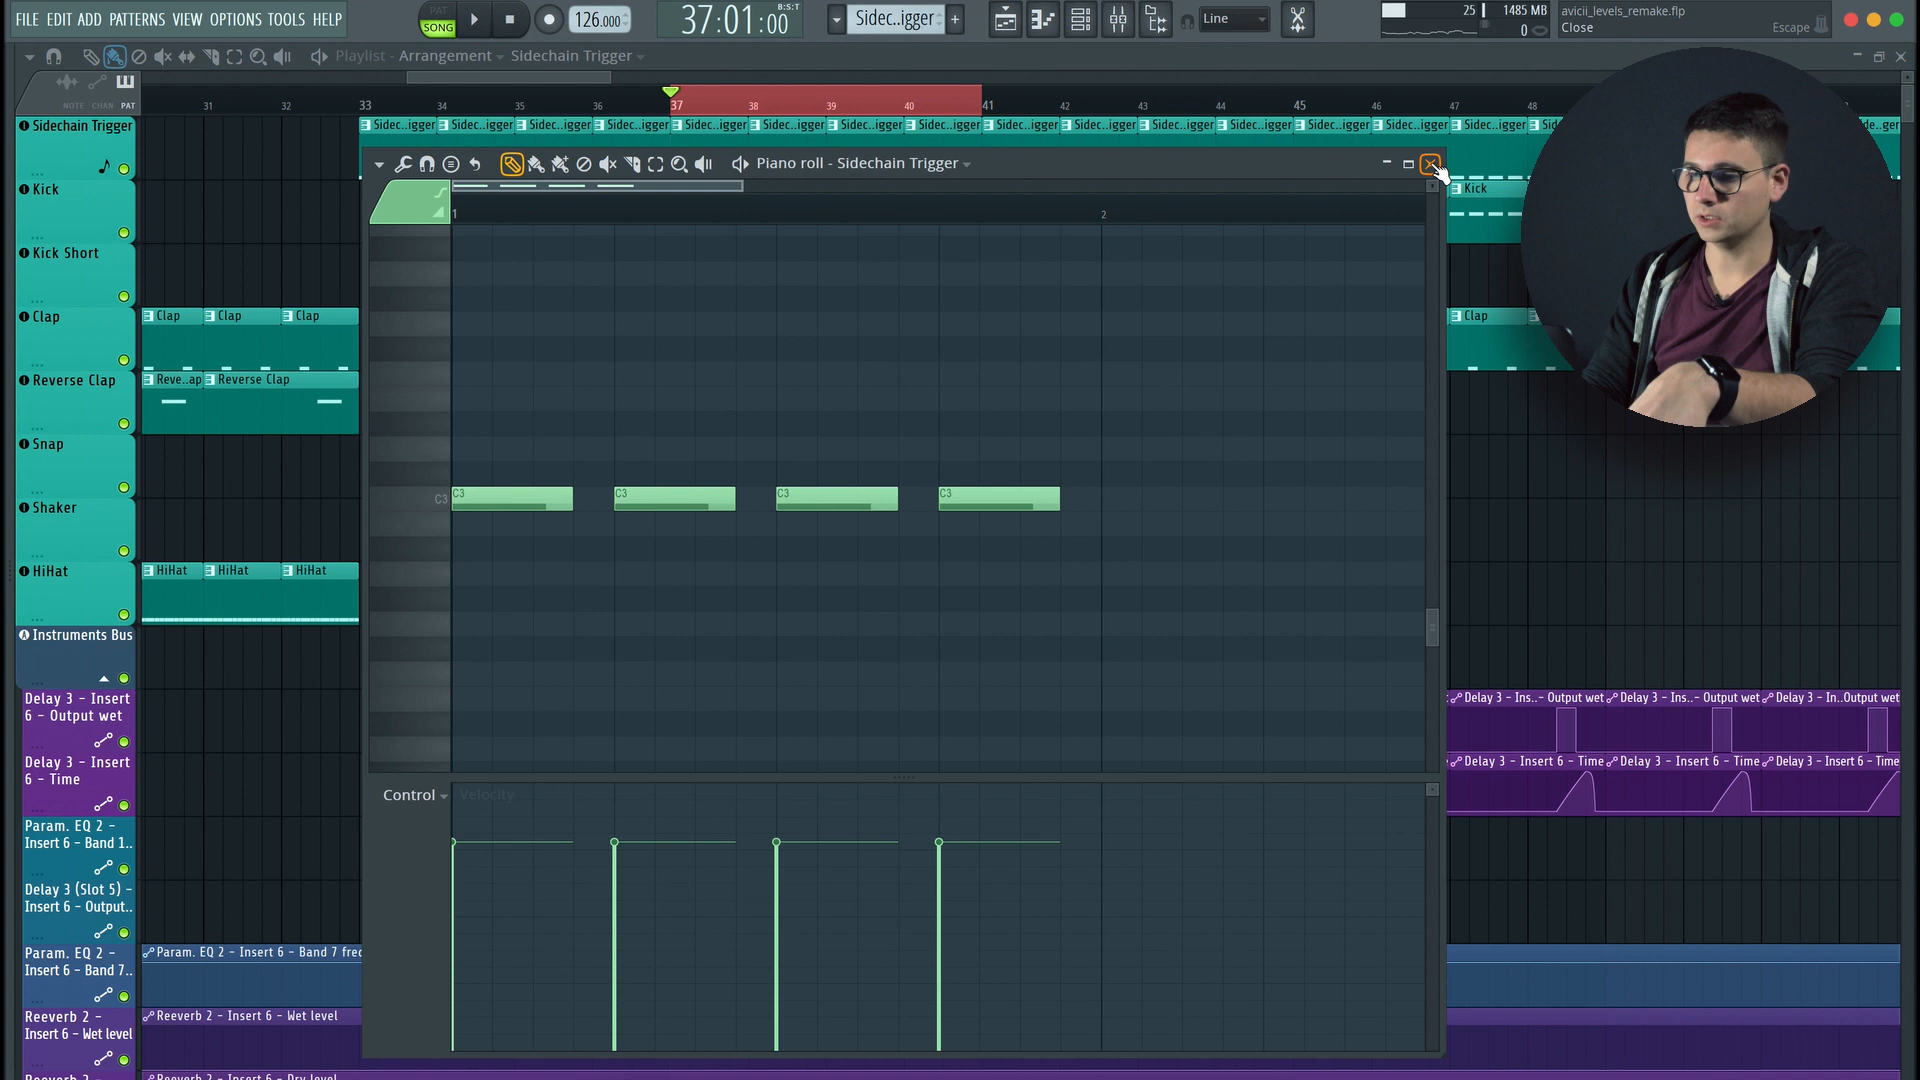 FILE EDIT ADD PATTERNS VIEW OPTIONS TOOLS HELP
PAT
SONG
126.000
37:01:00
B:S:T
Sidec..igger
Line
25
1485 MB
0
avicii_levels_remake.flp
Close
Escape
Playlist - Arrangement
Sidechain Trigger
NOTE CHAN PAT
31 32 33 34 35 36 37 38 39 40 41 42 43 44 45 46 47 48
Sidechain Trigger
Sidec..igger Sidec..igger Sidec..igger Sidec..igger Sidec..igger Sidec..igger Sidec..igger Sidec..igger Sidec..igger Sidec..igger Sidec..igger Sidec..igger Sidec..igger Sidec..igger Sidec..igger
Piano roll - Sidechain Trigger
1
2
C3
C3 C3 C3 C3
Control
Velocity
Kick
Kick
Kick Short
Clap
Clap Clap Clap
Clap
Reverse Clap
Reve..ap Reverse Clap
Snap
Shaker
HiHat
HiHat HiHat HiHat
Instruments Bus
Delay 3 - Insert
6 - Output wet
Delay 3 - Ins..- Output wet Delay 3 - Ins..- Output wet Delay 3 - In..Output wet
Delay 3 - Insert
6 - Time
Delay 3 - Insert 6 - Time Delay 3 - Insert 6 - Time Delay 3 - Insert 6 - Time
Param. EQ 2 -
Insert 6 - Band 1..
Delay 3 (Slot 5) -
Insert 6 - Output..
Param. EQ 2 -
Insert 6 - Band 7..
Param. EQ 2 - Insert 6 - Band 7 freq
Reeverb 2 -
Insert 6 - Wet level
Reeverb 2 - Insert 6 - Wet level
Reeverb 2 -
Reeverb 2 - Insert 6 - Dry level